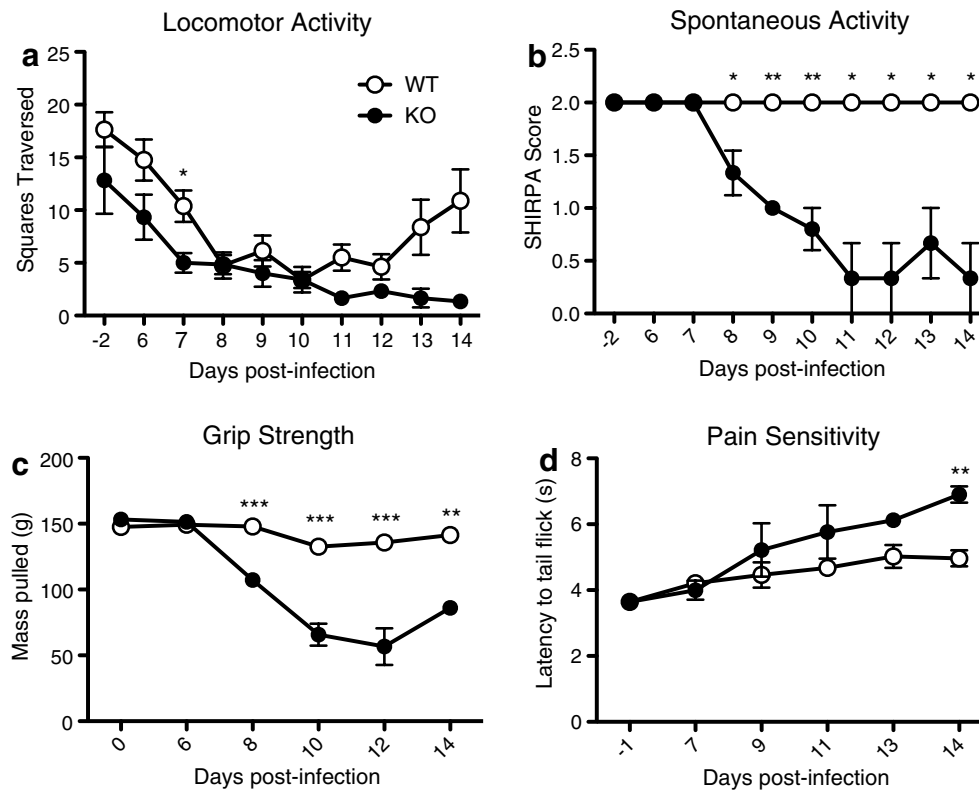 Locomotor Activity
a
25
20
15
10
5
0
Squares Traversed
WT
KO
*
-2 6 7 8 9 10 11 12 13 14
Days post-infection
Spontaneous Activity
b
2.5
2.0
1.5
1.0
0.5
0.0
SHIRPA Score
* ** ** * * * *
-2 6 7 8 9 10 11 12 13 14
Days post-infection
Grip Strength
c
200
150
100
50
0
Mass pulled (g)
*** *** *** **
0 6 8 10 12 14
Days post-infection
Pain Sensitivity
d
8
6
4
2
0
Latency to tail flick (s)
**
-1 7 9 11 13 14
Days post-infection